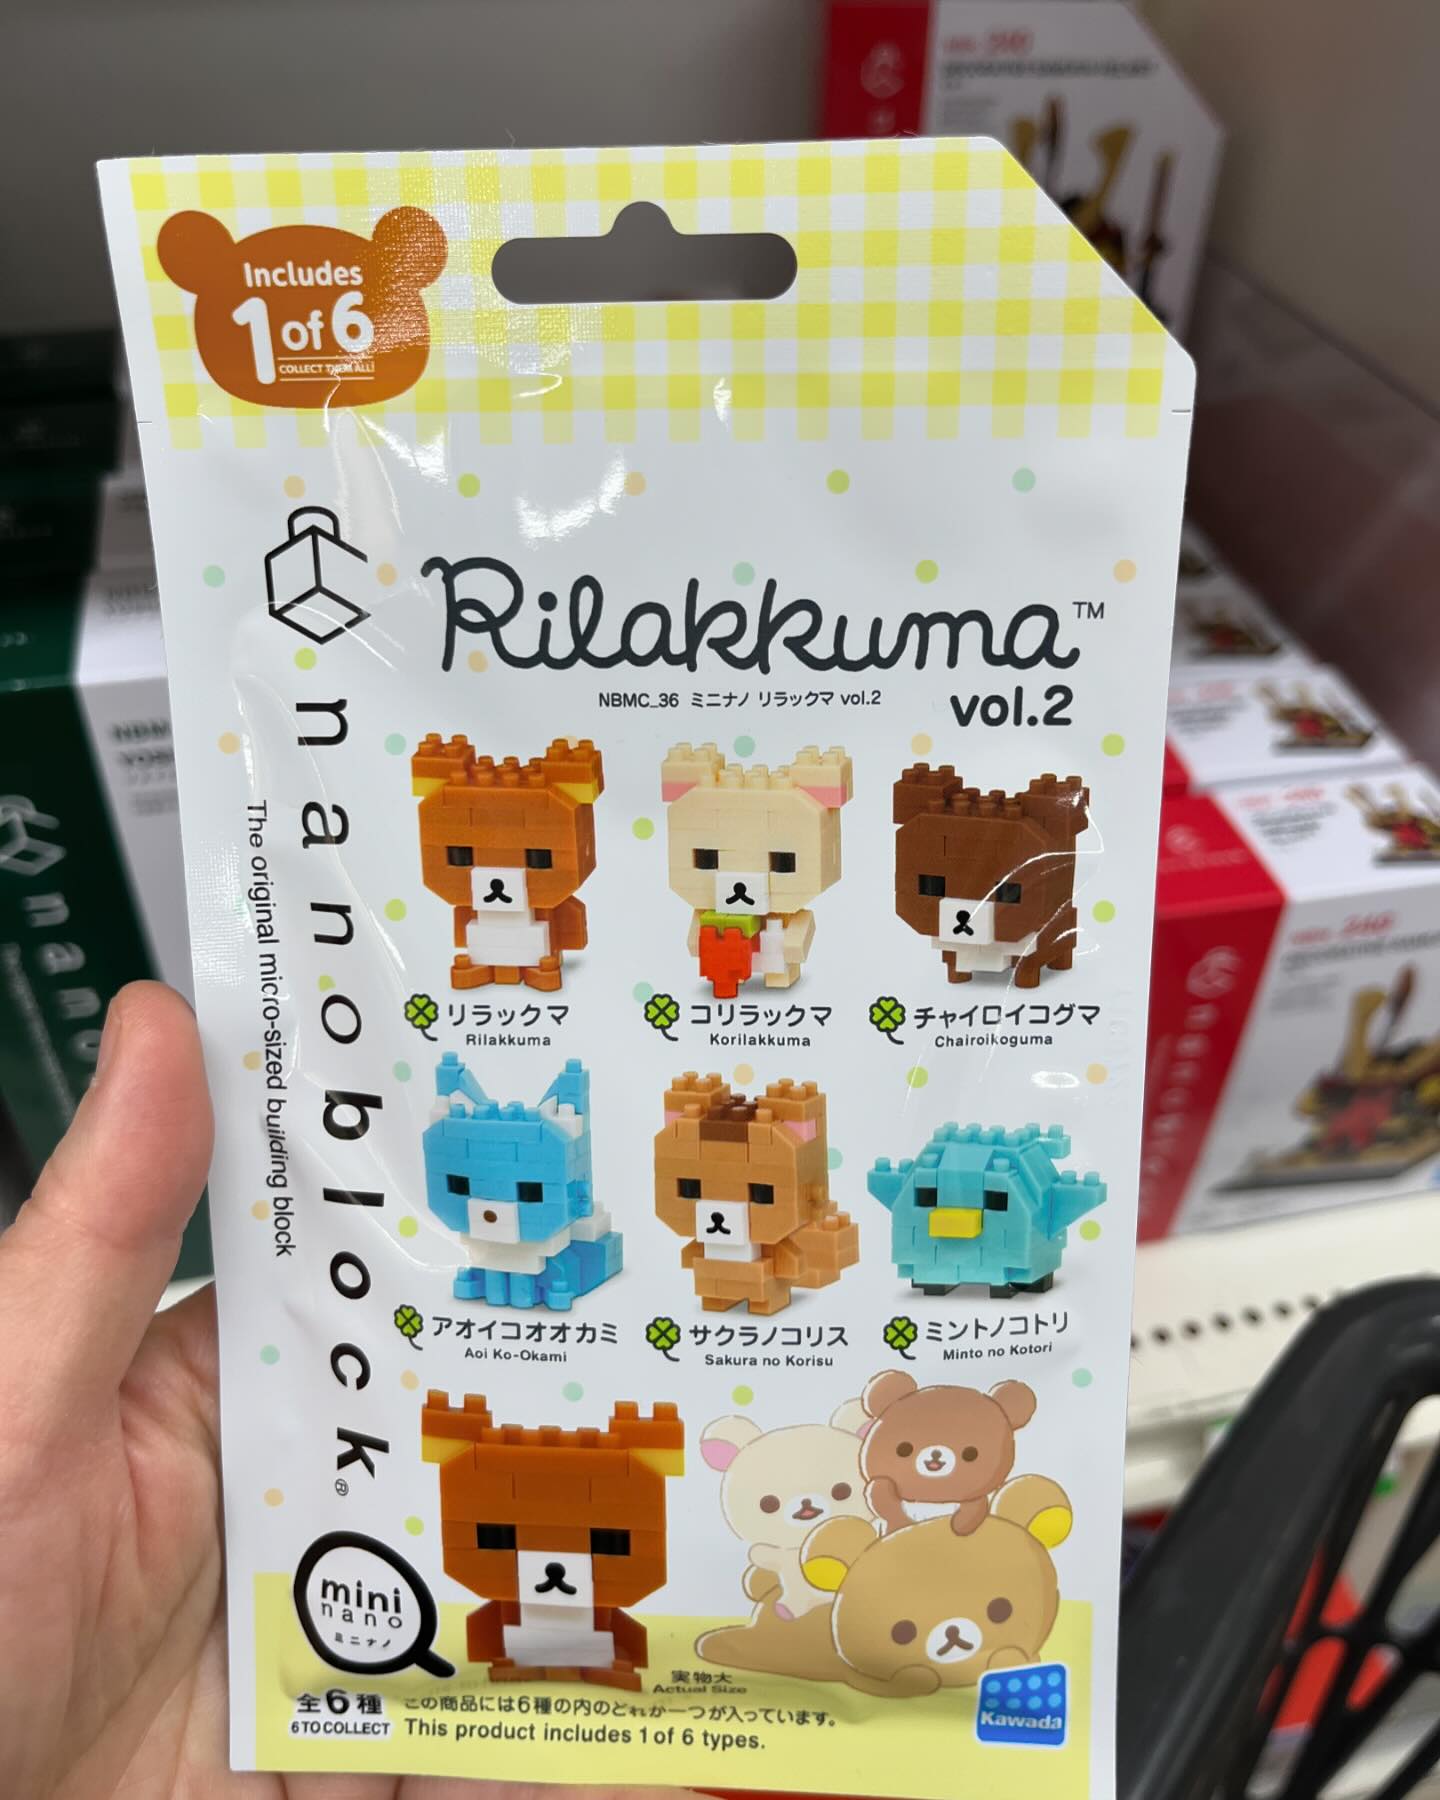 Includes
1 of 6
COLLECT THEM ALL!
nanoblock®
The original micro-sized building block
Rilakkuma™
NBMC_36 ミニナノ リラックマ vol.2
vol.2
リラックマ
Rilakkuma
コリラックマ
Korilakkuma
チャイロイコグマ
Chairoikoguma
アオイコオオカミ
Aoi Ko-Okami
サクラノコリス
Sakura no Korisu
ミントノコトリ
Minto no Kotori
mini
nano
ミニナノ
実物大
Actual Size
全6種
6 TO COLLECT
この商品には6種の内のどれか一つが入っています。
This product includes 1 of 6 types.
Kawada
nano